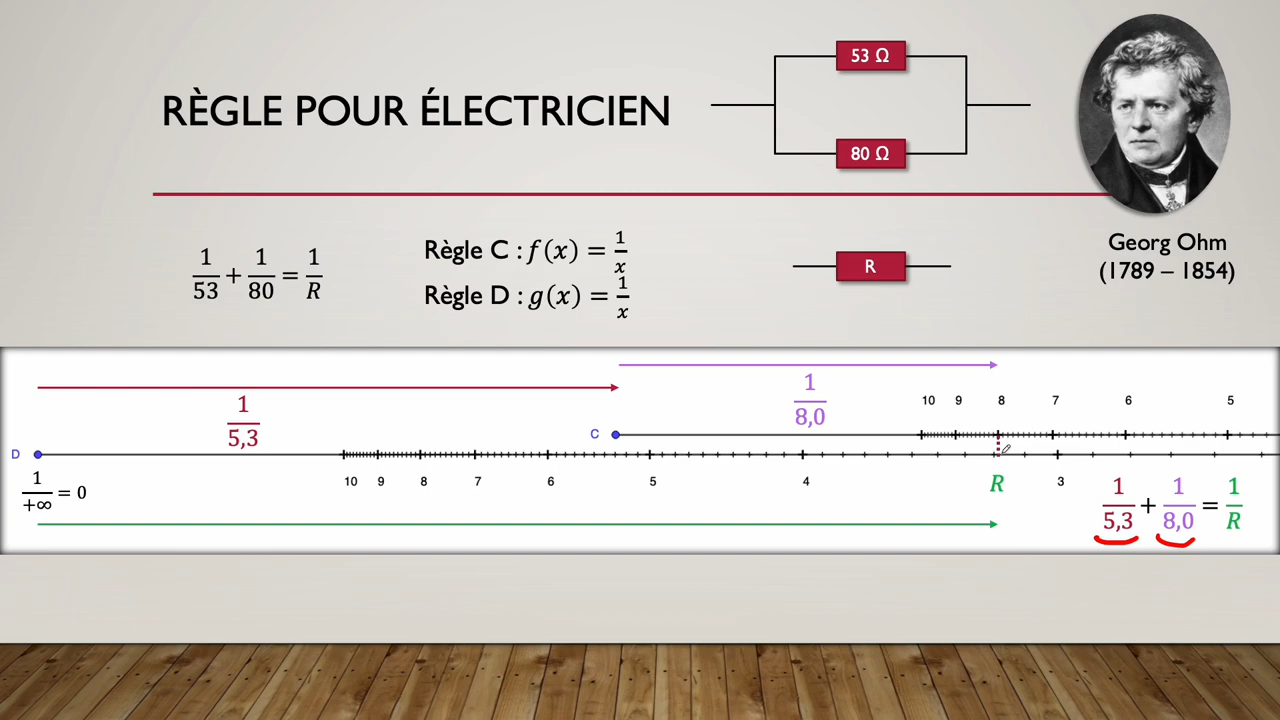 RÈGLE POUR ÉLECTRICIEN
53 Ω
80 Ω
1/53 + 1/80 = 1/R
Règle C : f(x) = 1/x
Règle D : g(x) = 1/x
R
Georg Ohm
(1789 – 1854)
1/5,3
1/8,0
10 9 8 7 6 5
C
D
10 9 8 7 6 5 4 R 3
1/+∞ = 0
1/5,3 + 1/8,0 = 1/R